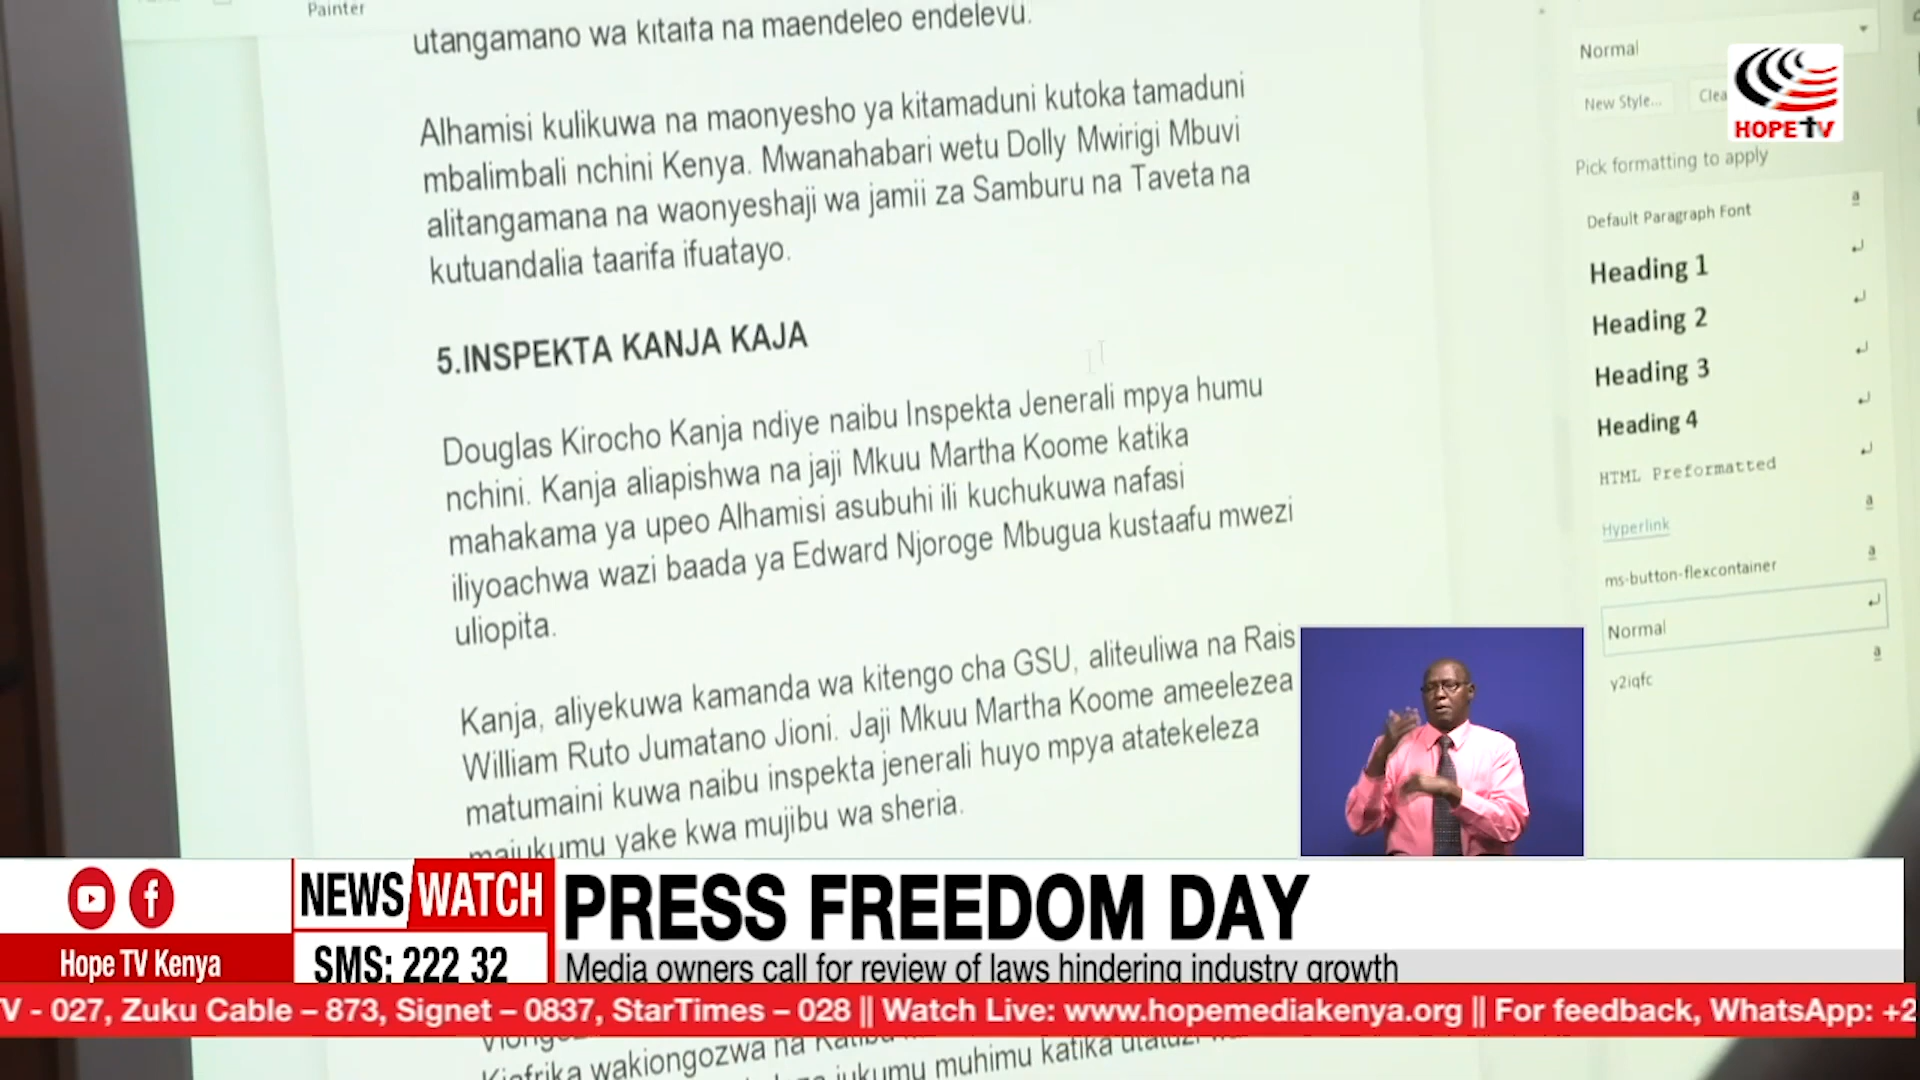 Painter
utangamano wa kitaifa na maendeleo endelevu.
Alhamisi kulikuwa na maonyesho ya kitamaduni kutoka tamaduni
mbalimbali nchini Kenya. Mwanahabari wetu Dolly Mwirigi Mbuvi
alitangamana na waonyeshaji wa jamii za Samburu na Taveta na
kutuandalia taarifa ifuatayo.
5.INSPEKTA KANJA KAJA
Douglas Kirocho Kanja ndiye naibu Inspekta Jenerali mpya humu
nchini. Kanja aliapishwa na jaji Mkuu Martha Koome katika
mahakama ya upeo Alhamisi asubuhi ili kuchukuwa nafasi
iliyoachwa wazi baada ya Edward Njoroge Mbugua kustaafu mwezi
uliopita.
Kanja, aliyekuwa kamanda wa kitengo cha GSU, aliteuliwa na Rais
William Ruto Jumatano Jioni. Jaji Mkuu Martha Koome ameelezea
matumaini kuwa naibu inspekta jenerali huyo mpya atatekeleza
majukumu yake kwa mujibu wa sheria.
wakiongozwa na
jukumu muhimu katika
Normal
New Style...
Clea
Pick formatting to apply
Default Paragraph Font
Heading 1
Heading 2
Heading 3
Heading 4
HTML Preformatted
Hyperlink
ms-button-flexcontainer
Normal
y2iqfc
HOPE TV
Hope TV Kenya
NEWS WATCH
SMS: 222 32
PRESS FREEDOM DAY
Media owners call for review of laws hindering industry growth
TV - 027, Zuku Cable – 873, Signet – 0837, StarTimes – 028 || Watch Live: www.hopemediakenya.org || For feedback, WhatsApp: +2